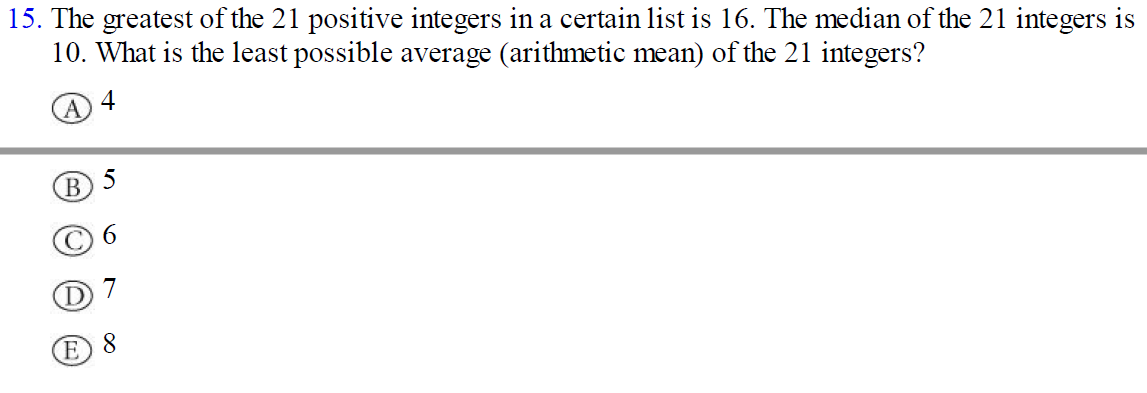 15. The greatest of the 21 positive integers in a certain list is 16. The median of the 21 integers is
10. What is the least possible average (arithmetic mean) of the 21 integers?
A 4
B 5
C 6
D 7
E 8